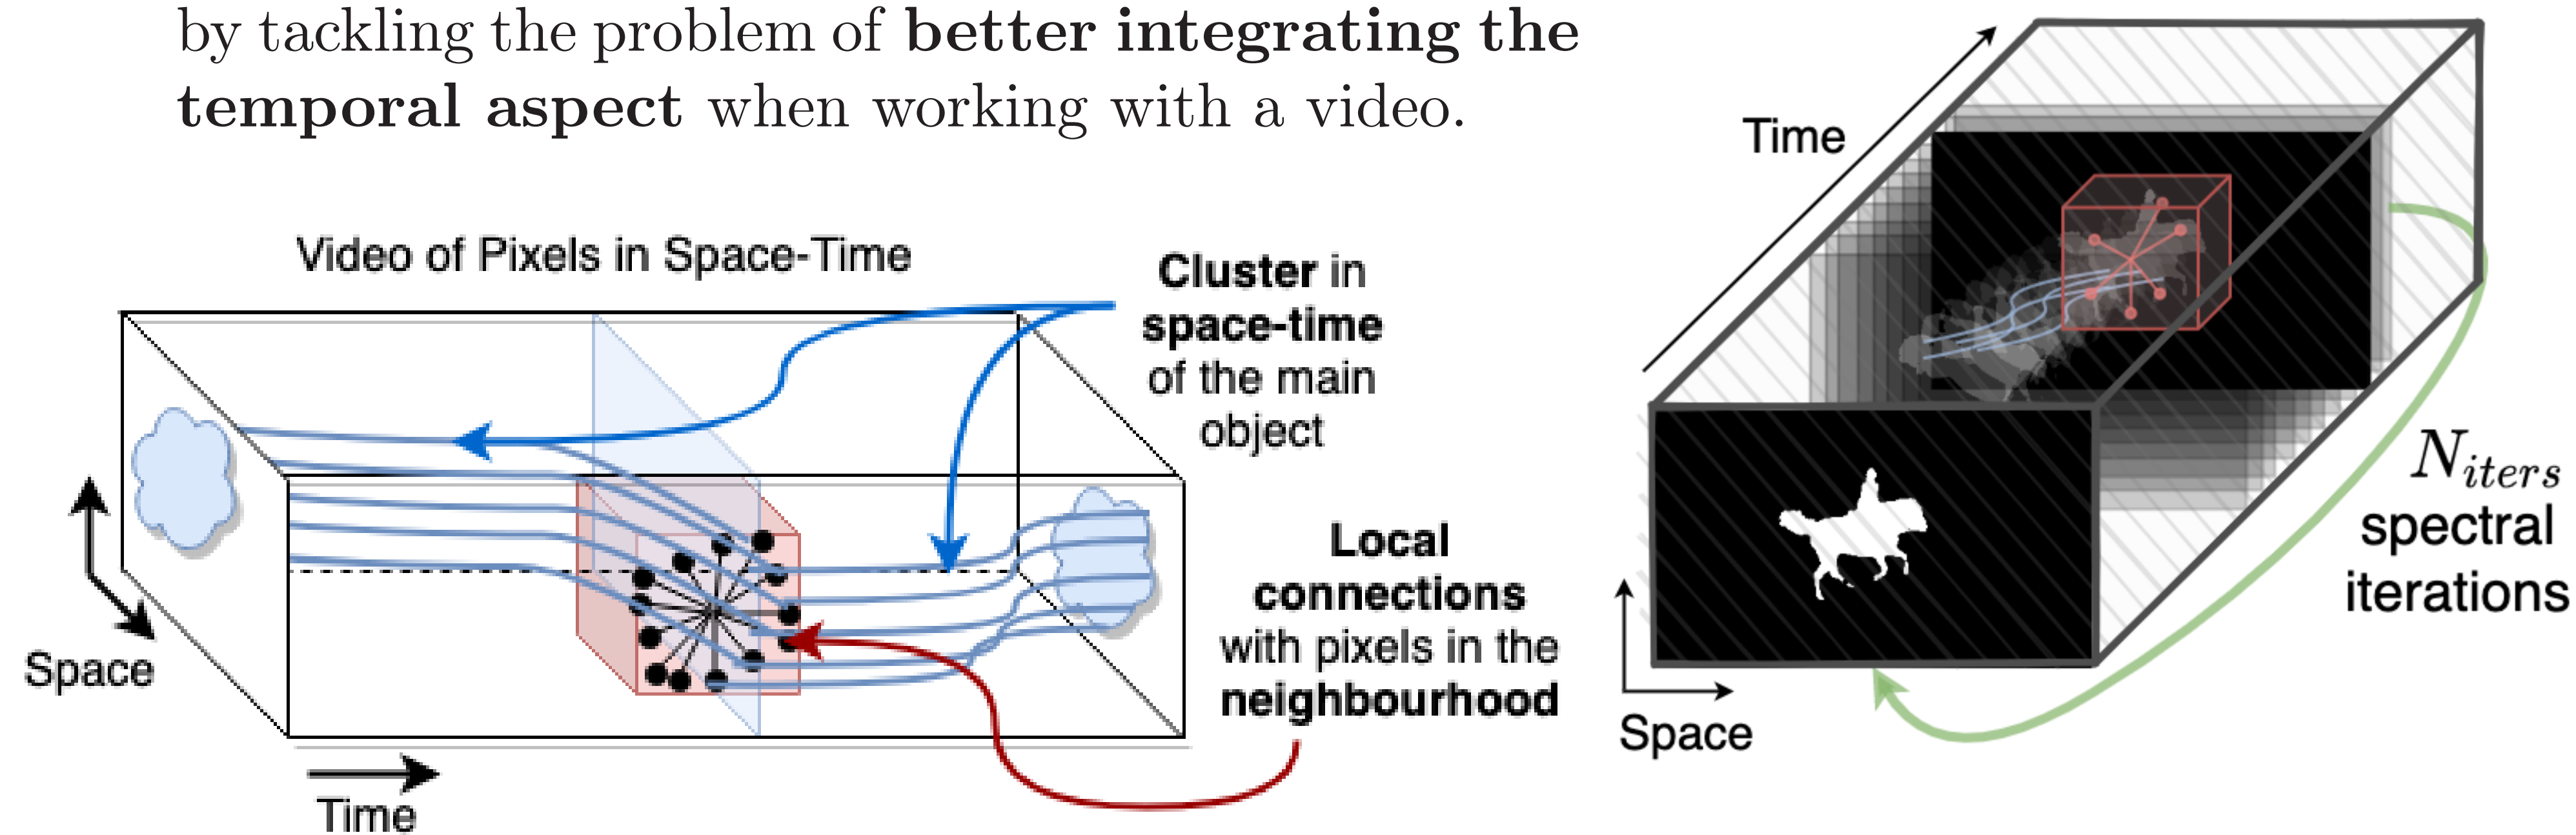 by tackling the problem of better integrating the
temporal aspect when working with a video.
Video of Pixels in Space-Time
Cluster in
space-time
of the main
object
Local
connections
with pixels in the
neighbourhood
Space
Time
Time
Space
N_iters
spectral
iterations